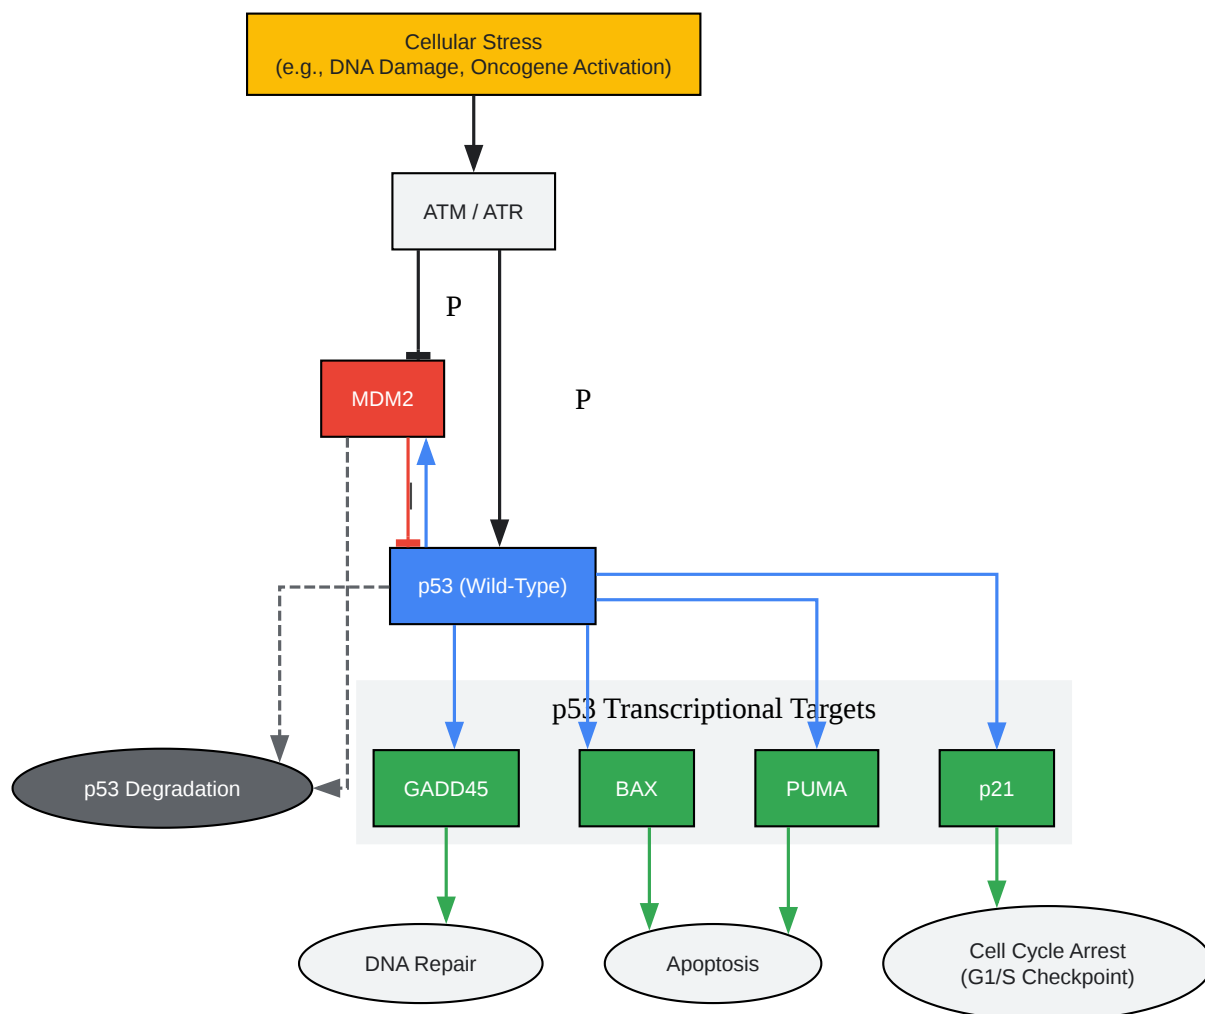 Cellular Stress
(e.g., DNA Damage, Oncogene Activation)
ATM / ATR
P
MDM2
P
p53 (Wild-Type)
p53 Transcriptional Targets
p53 Degradation
GADD45
BAX
PUMA
p21
DNA Repair
Apoptosis
Cell Cycle Arrest
(G1/S Checkpoint)